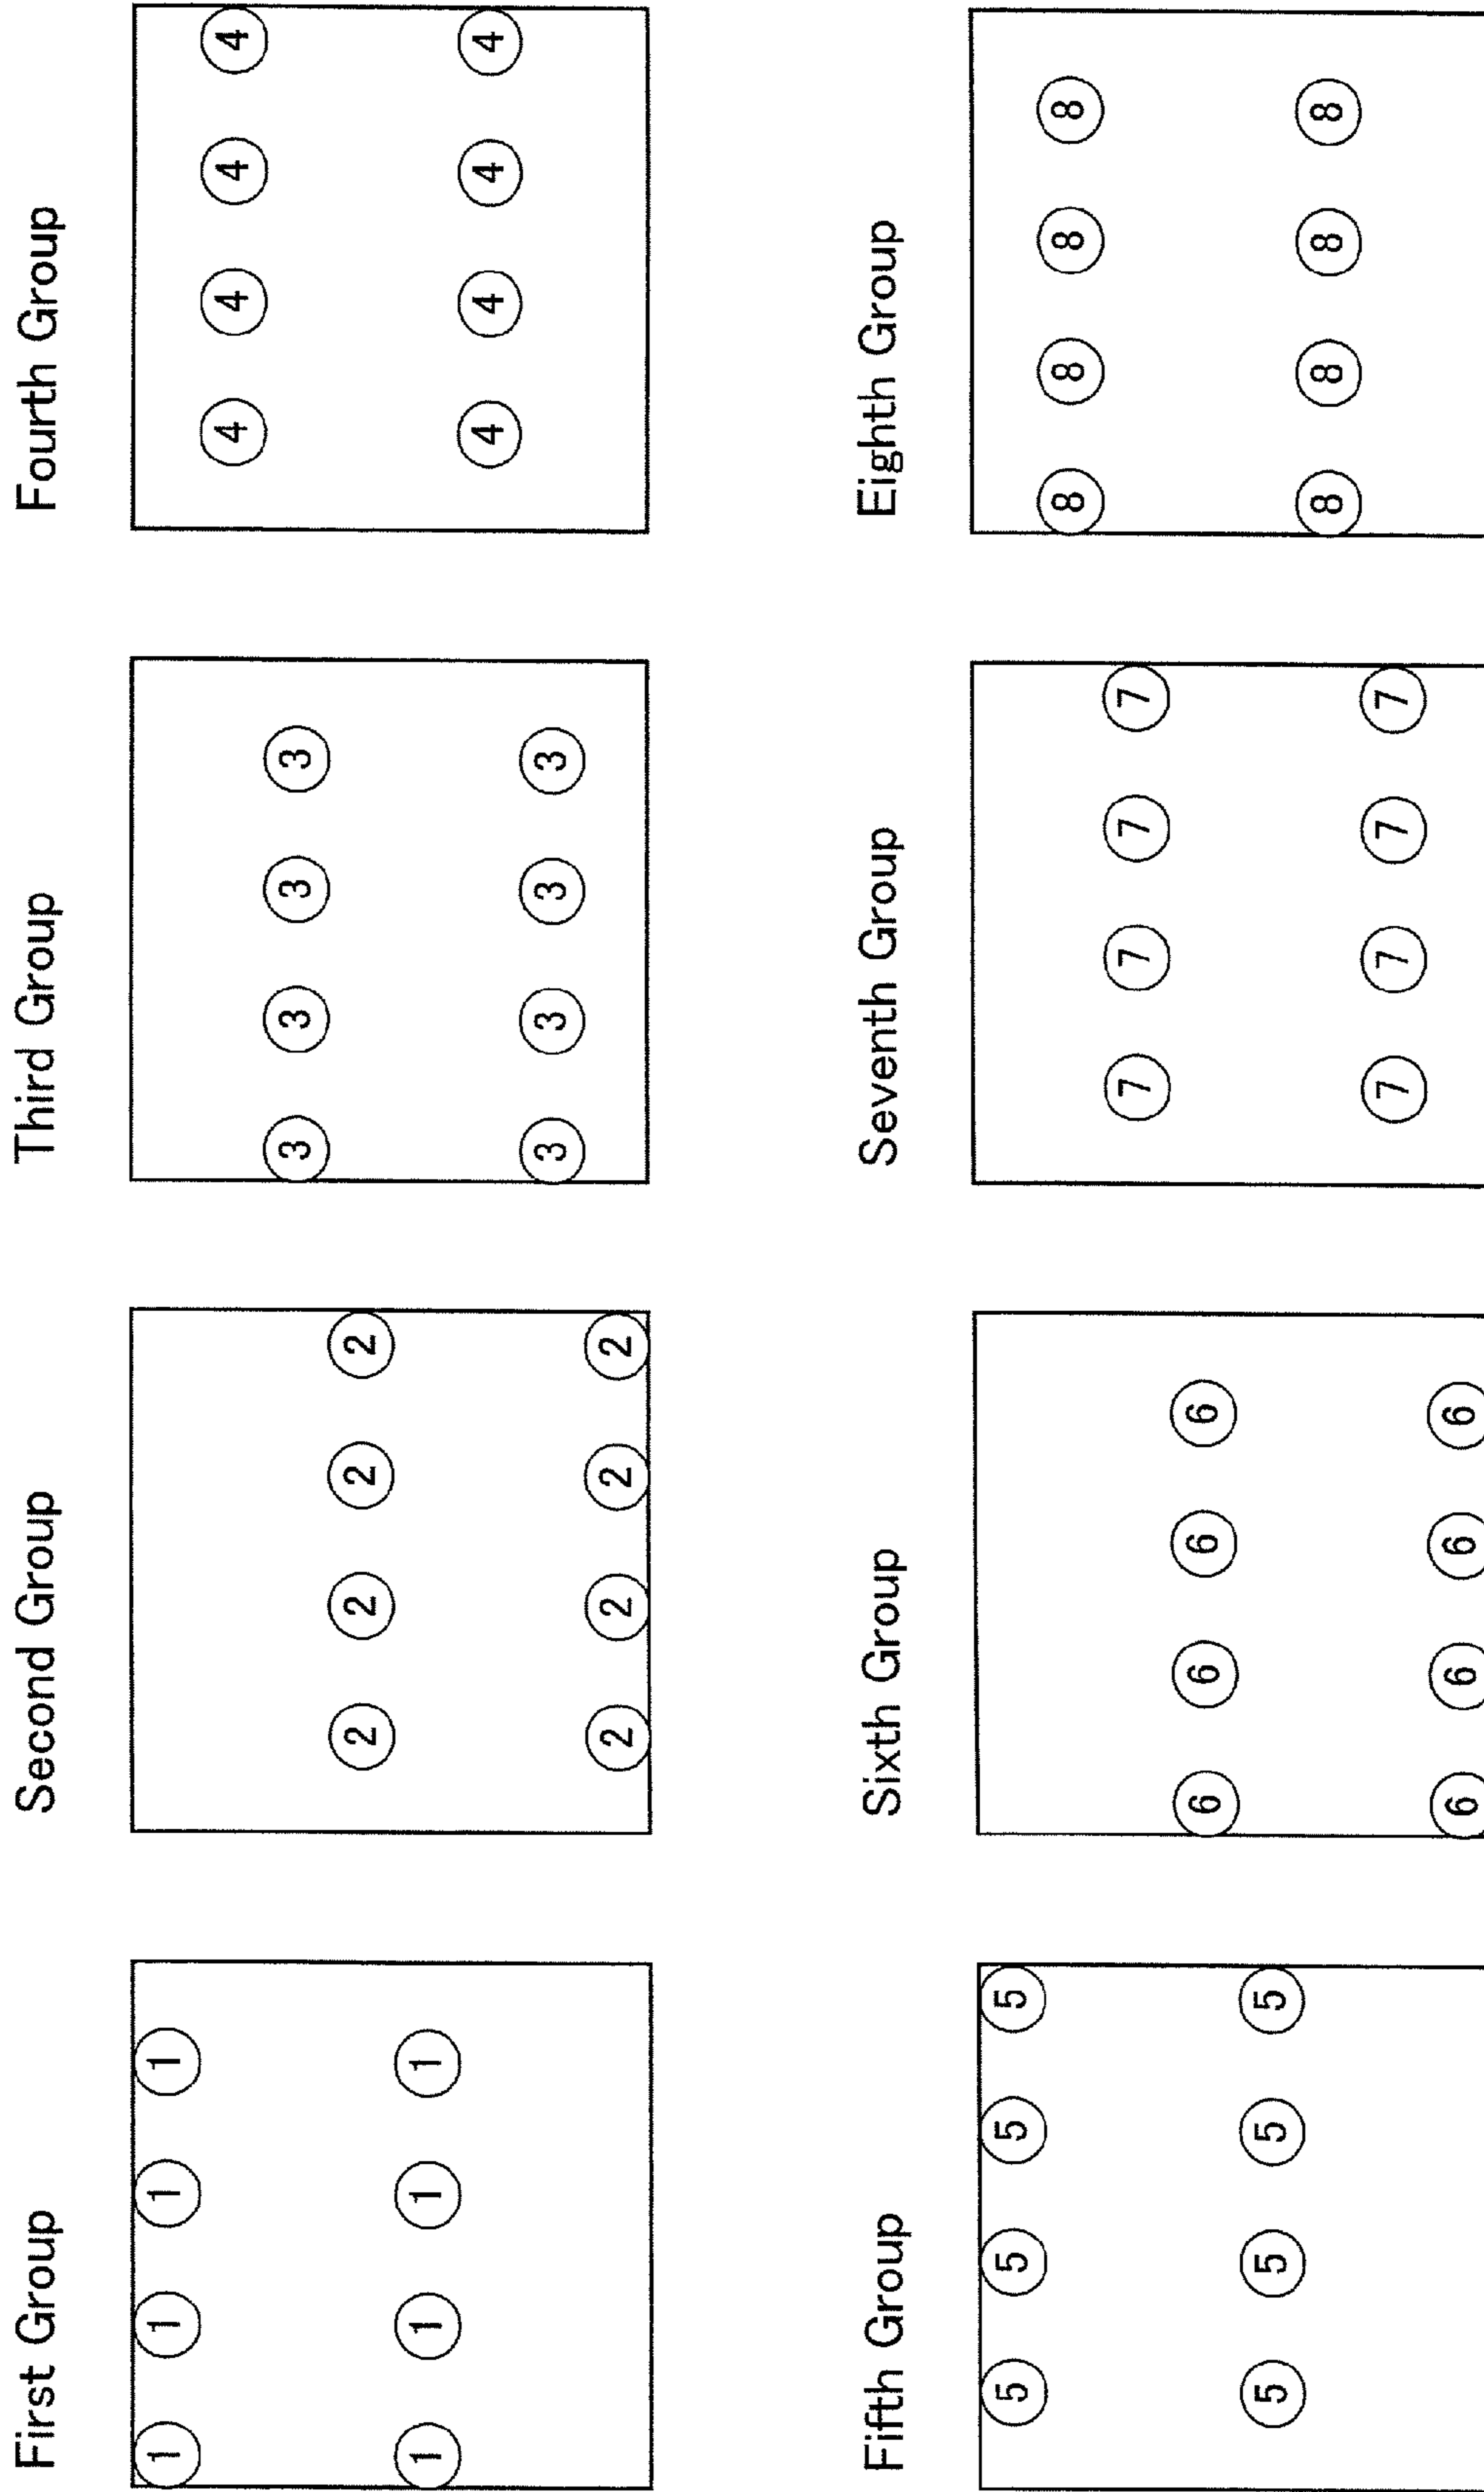 First Group
Second Group
Third Group
Fourth Group
1 1 1 1
4 4 4 4
3 3 3 3
2 2 2 2
1 1 1 1
4 4 4 4
3 3 3 3
2 2 2 2
Fifth Group
Sixth Group
Seventh Group
Eighth Group
5 5 5 5
8 8 8 8
7 7 7 7
6 6 6 6
5 5 5 5
8 8 8 8
7 7 7 7
6 6 6 6